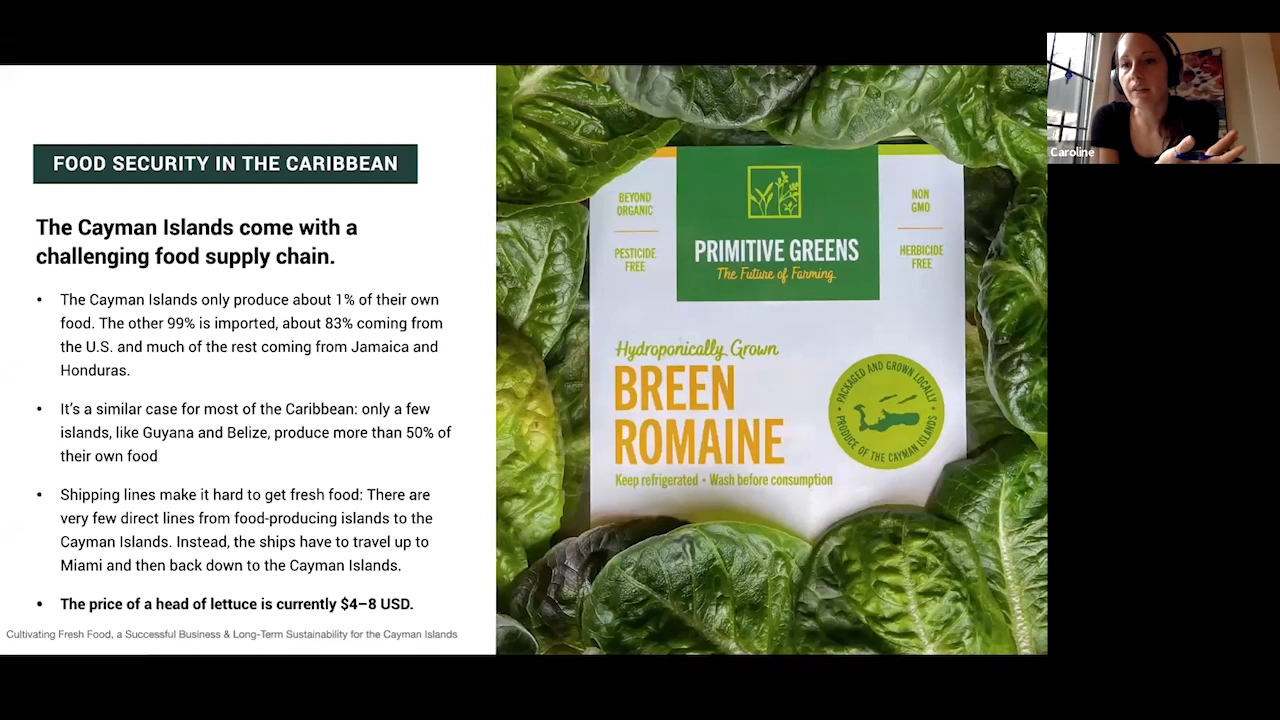 Caroline
FOOD SECURITY IN THE CARIBBEAN
The Cayman Islands come with a
challenging food supply chain.
• The Cayman Islands only produce about 1% of their own
food. The other 99% is imported, about 83% coming from
the U.S. and much of the rest coming from Jamaica and
Honduras.
• It's a similar case for most of the Caribbean: only a few
islands, like Guyana and Belize, produce more than 50% of
their own food
• Shipping lines make it hard to get fresh food: There are
very few direct lines from food-producing islands to the
Cayman Islands. Instead, the ships have to travel up to
Miami and then back down to the Cayman Islands.
• The price of a head of lettuce is currently $4–8 USD.
Cultivating Fresh Food, a Successful Business & Long-Term Sustainability for the Cayman Islands
BEYOND
ORGANIC
PESTICIDE
FREE
PRIMITIVE GREENS
The Future of Farming
NON
GMO
HERBICIDE
FREE
Hydroponically Grown
BREEN
ROMAINE
Keep refrigerated • Wash before consumption
• PACKAGED AND GROWN LOCALLY •
PRODUCE OF THE CAYMAN ISLANDS